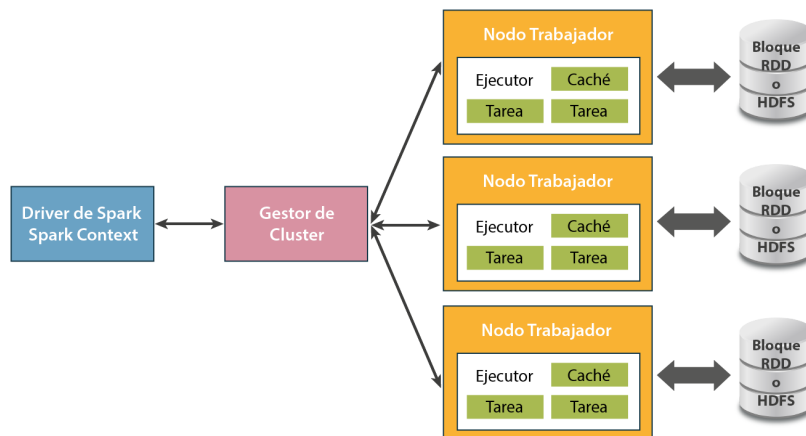 Driver de Spark
Spark Context
Gestor de
Cluster
Nodo Trabajador
Ejecutor
Caché
Tarea
Tarea
Bloque
RDD
o
HDFS
Nodo Trabajador
Ejecutor
Caché
Tarea
Tarea
Bloque
RDD
o
HDFS
Nodo Trabajador
Ejecutor
Caché
Tarea
Tarea
Bloque
RDD
o
HDFS